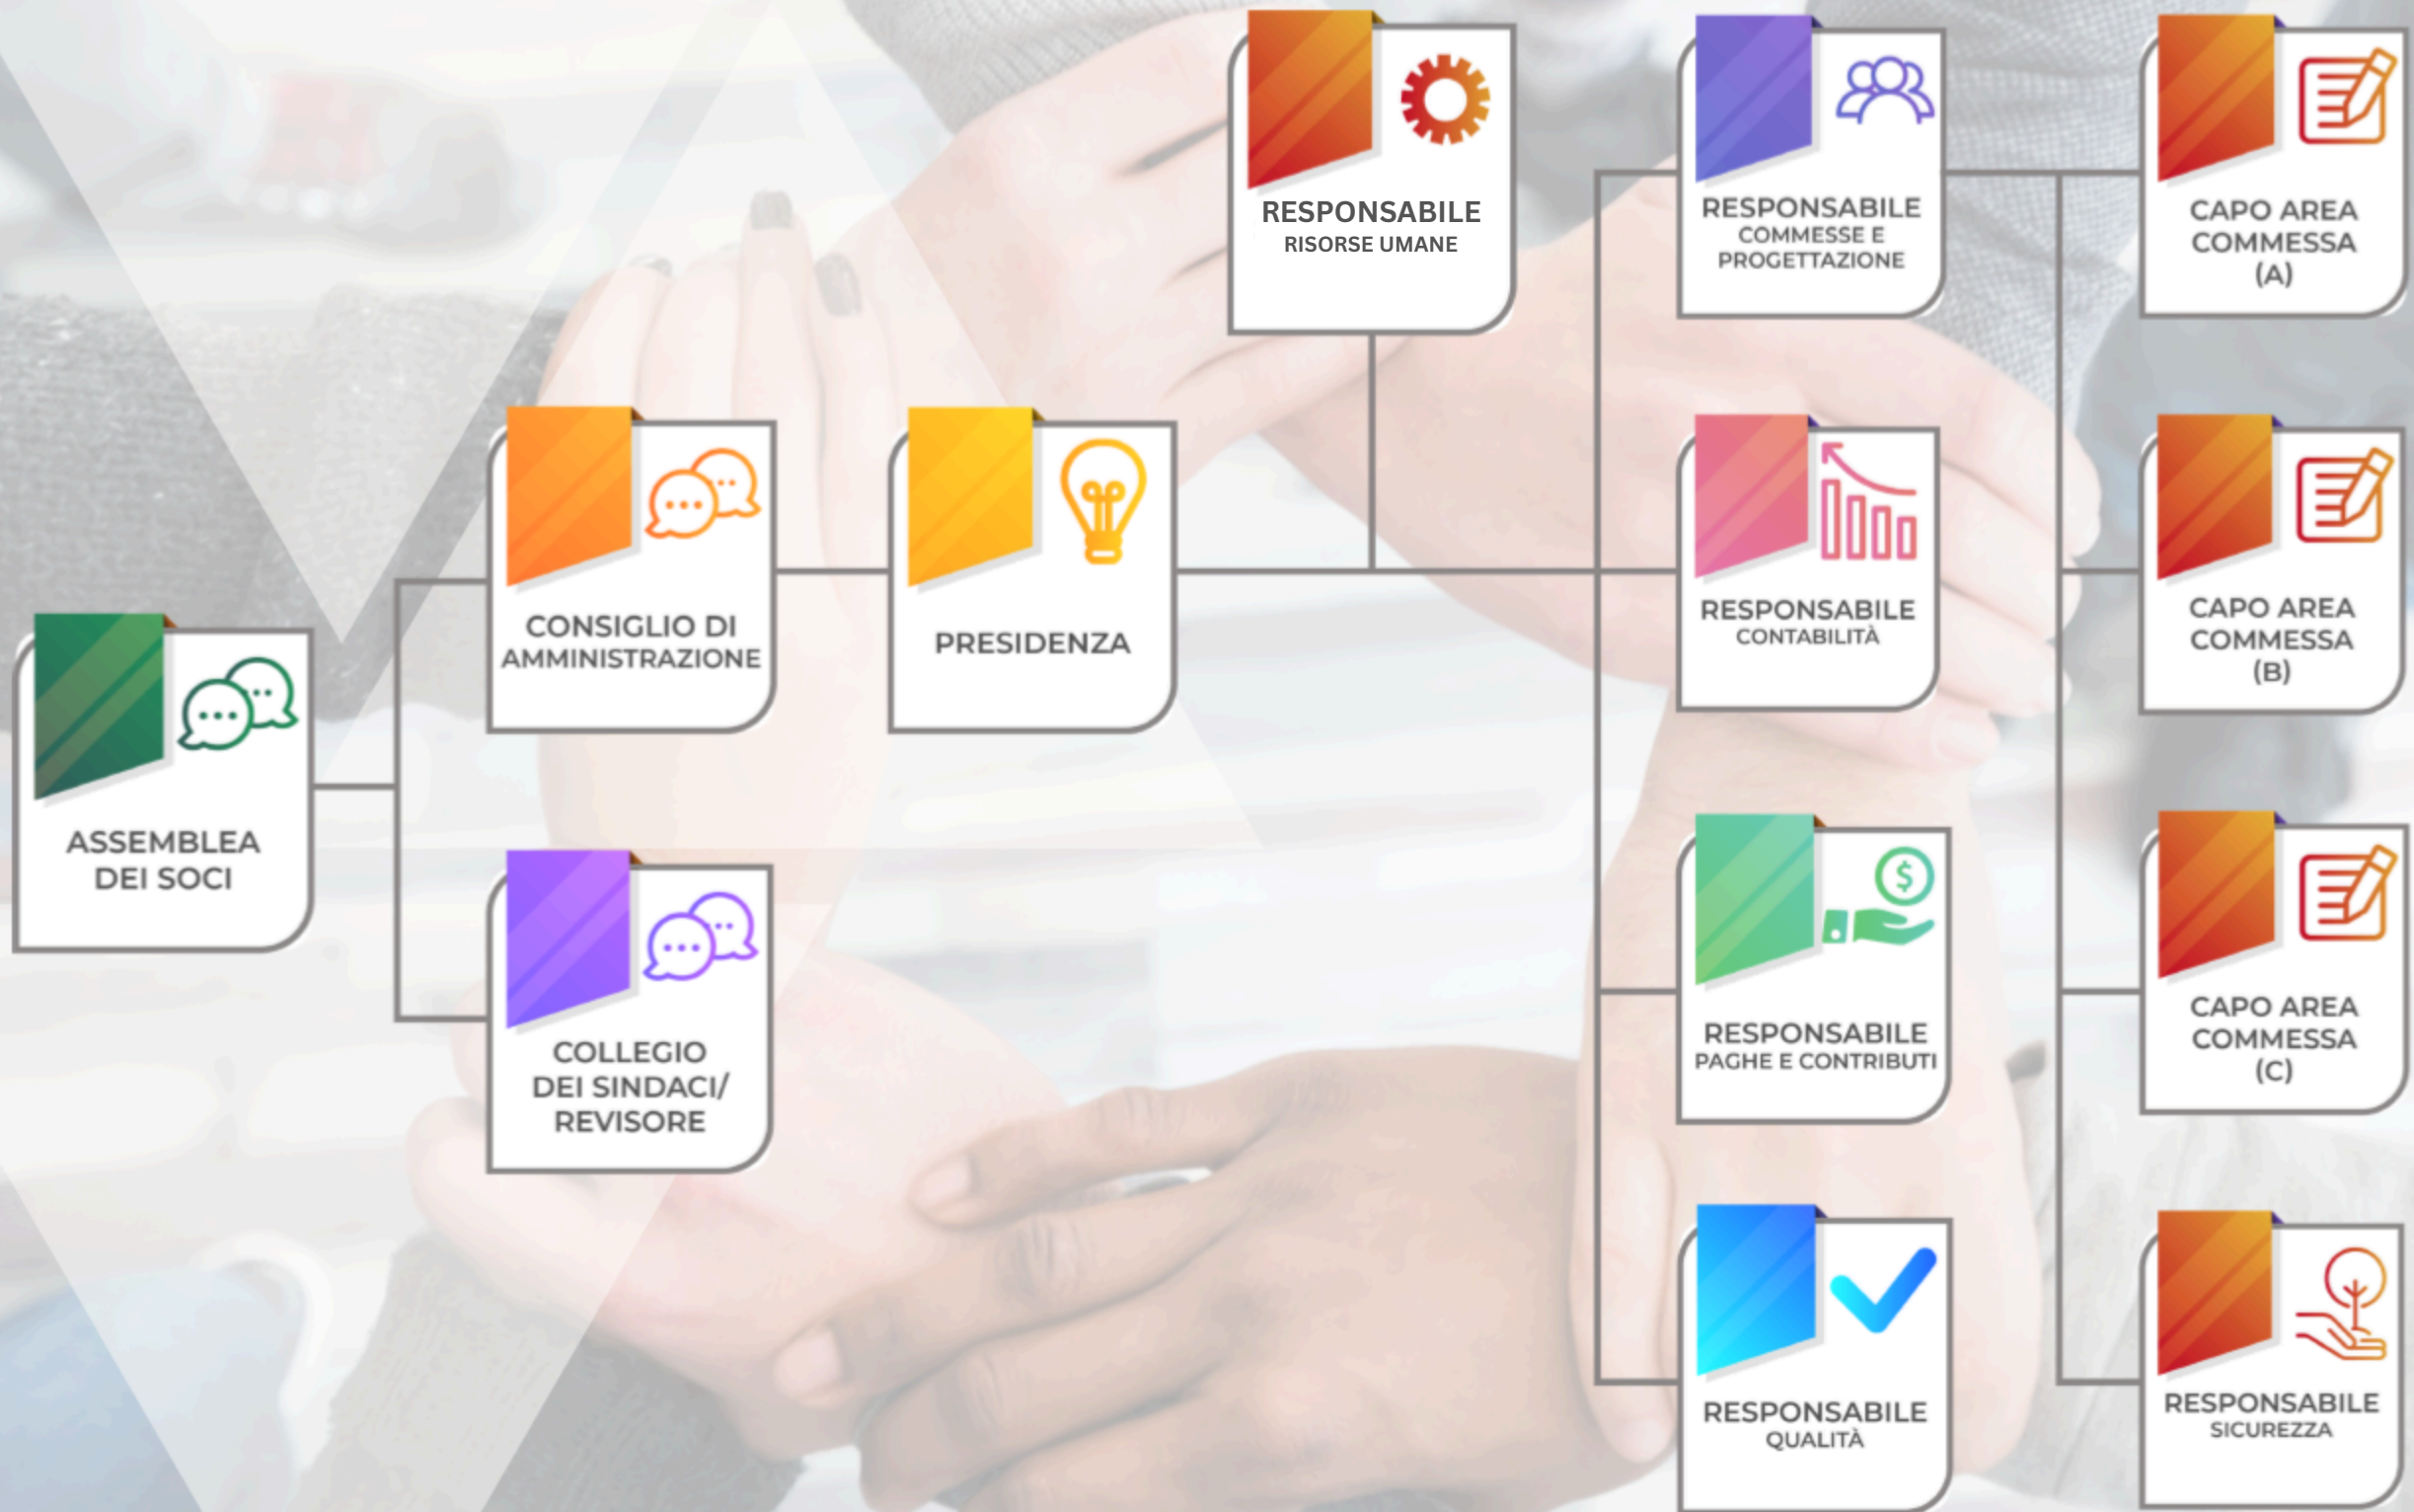 ASSEMBLEA
DEI SOCI
CONSIGLIO DI
AMMINISTRAZIONE
COLLEGIO
DEI SINDACI/
REVISORE
PRESIDENZA
RESPONSABILE
RISORSE UMANE
RESPONSABILE
COMMESSE E
PROGETTAZIONE
RESPONSABILE
CONTABILITÀ
RESPONSABILE
PAGHE E CONTRIBUTI
RESPONSABILE
QUALITÀ
CAPO AREA
COMMESSA
(A)
CAPO AREA
COMMESSA
(B)
CAPO AREA
COMMESSA
(C)
RESPONSABILE
SICUREZZA